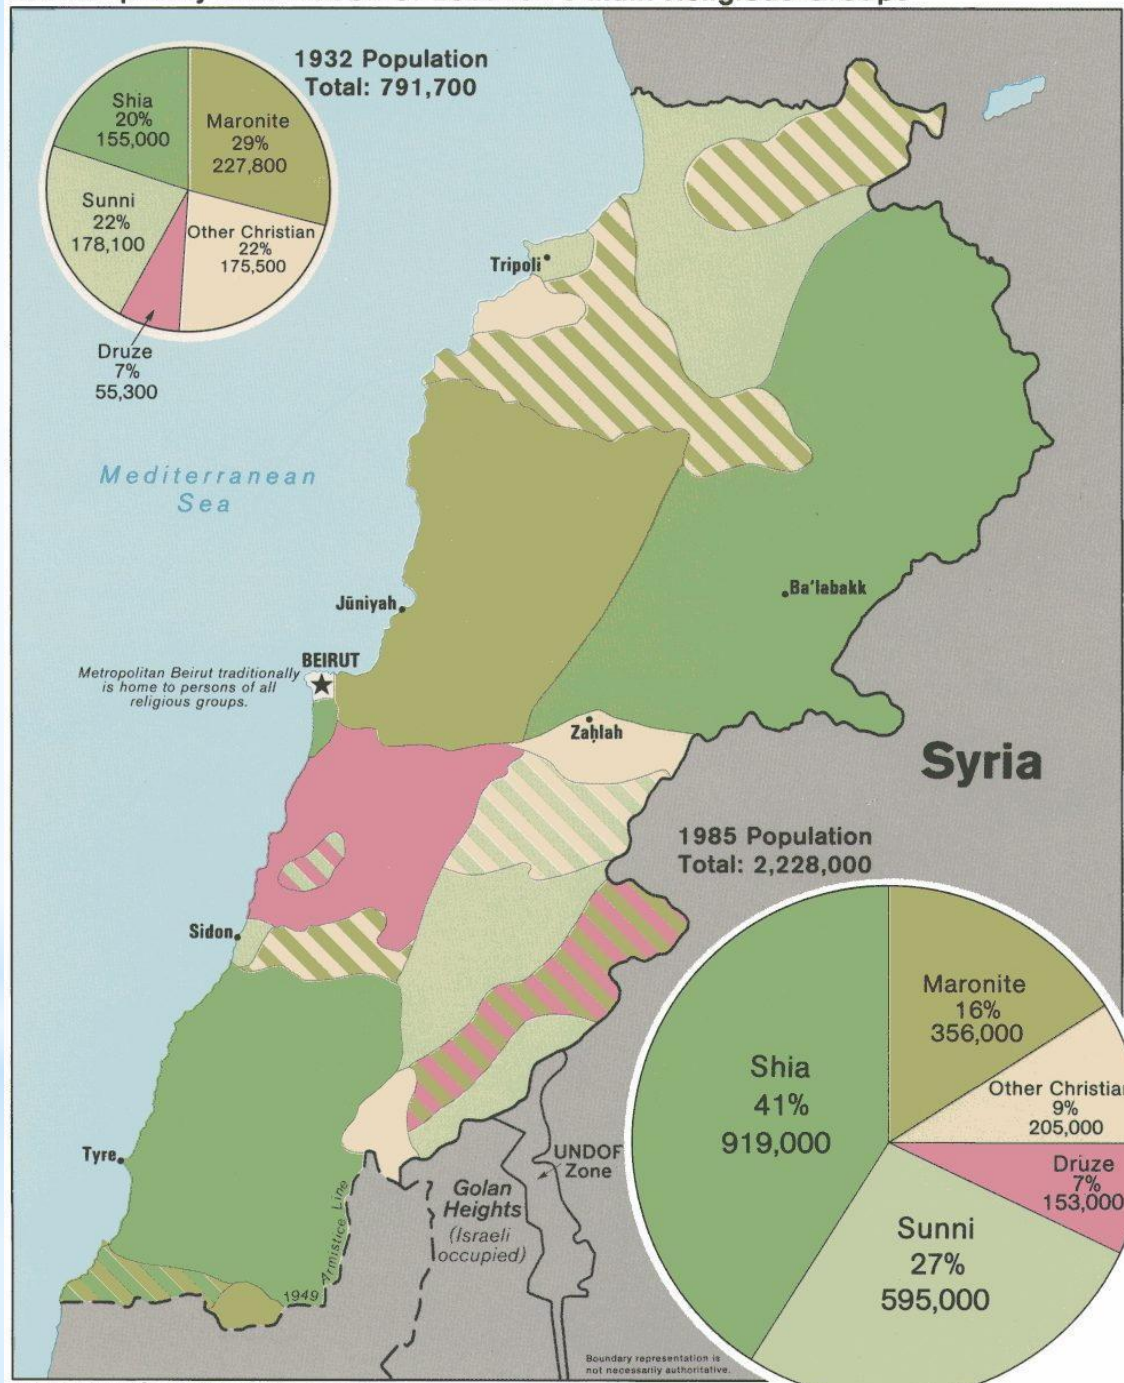 1932 Population
Total: 791,700
Shia
20%
155,000
Maronite
29%
227,800
Sunni
22%
178,100
Other Christian
22%
175,500
Druze
7%
55,300
Tripoli
Mediterranean
Sea
Jūniyah
Ba'labakk
BEIRUT
Metropolitan Beirut traditionally
is home to persons of all
religious groups.
Zaḥlah
Syria
1985 Population
Total: 2,228,000
Sidon
Maronite
16%
356,000
Shia
41%
919,000
Other Christian
9%
205,000
Druze
7%
153,000
Tyre
UNDOF
Zone
Golan
Heights
(Israeli
occupied)
Sunni
27%
595,000
1949 Armistice Line
Boundary representation is
not necessarily authoritative.